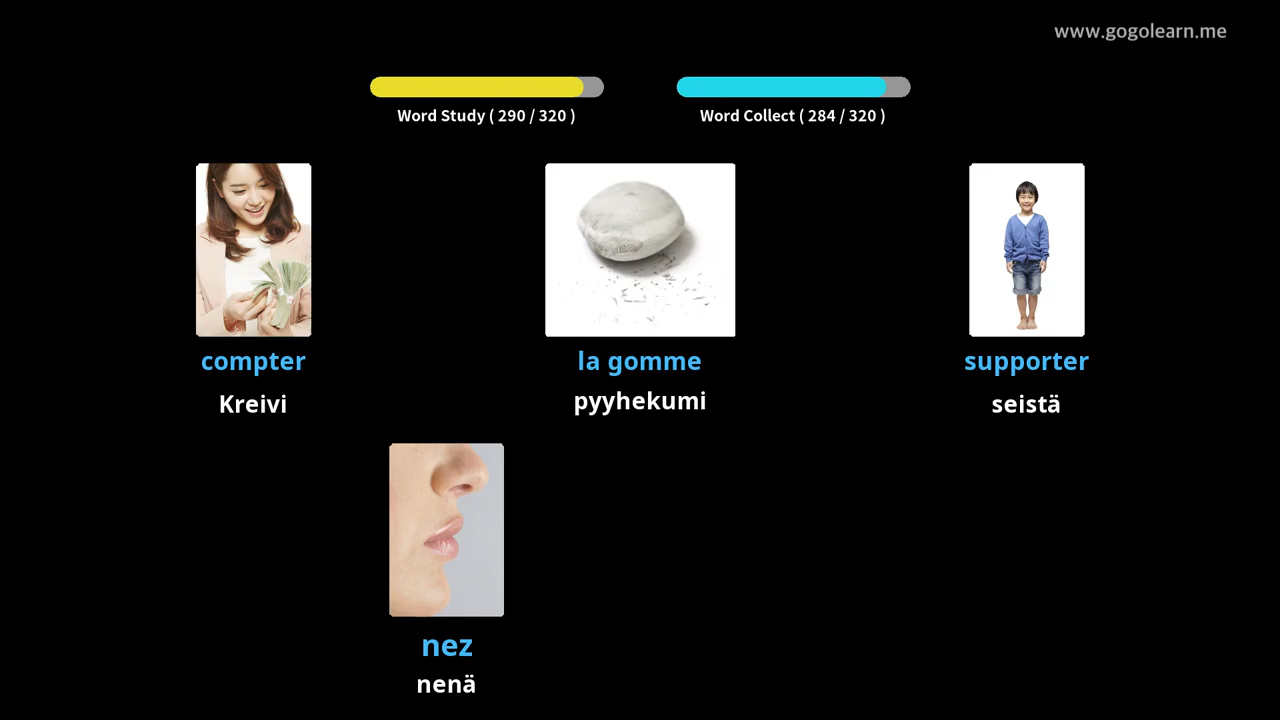 www.gogolearn.me
Word Study ( 290 / 320 )
Word Collect ( 284 / 320 )
compter
la gomme
supporter
Kreivi
pyyhekumi
seistä
nez
nenä